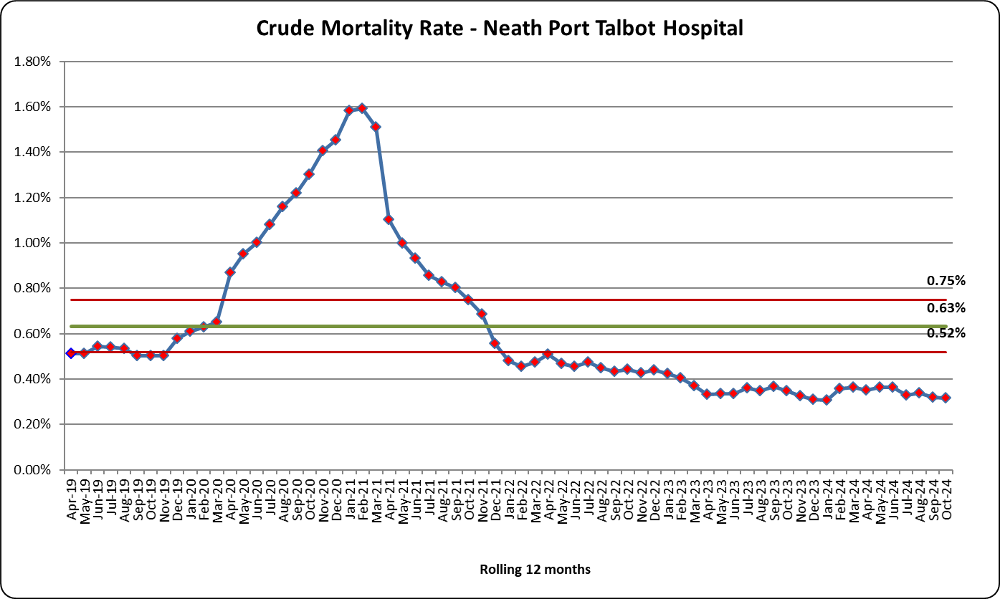 Crude Mortality Rate - Neath Port Talbot Hospital
1.80%
1.60%
1.40%
1.20%
1.00%
0.80%
0.60%
0.40%
0.20%
0.00%
0.75%
0.63%
0.52%
Apr-19
May-19
Jun-19
Jul-19
Aug-19
Sep-19
Oct-19
Nov-19
Dec-19
Jan-20
Feb-20
Mar-20
Apr-20
May-20
Jun-20
Jul-20
Aug-20
Sep-20
Oct-20
Nov-20
Dec-20
Jan-21
Feb-21
Mar-21
Apr-21
May-21
Jun-21
Jul-21
Aug-21
Sep-21
Oct-21
Nov-21
Dec-21
Jan-22
Feb-22
Mar-22
Apr-22
May-22
Jun-22
Jul-22
Aug-22
Sep-22
Oct-22
Nov-22
Dec-22
Jan-23
Feb-23
Mar-23
Apr-23
May-23
Jun-23
Jul-23
Aug-23
Sep-23
Oct-23
Nov-23
Dec-23
Jan-24
Feb-24
Mar-24
Apr-24
May-24
Jun-24
Jul-24
Aug-24
Sep-24
Oct-24
Rolling 12 months